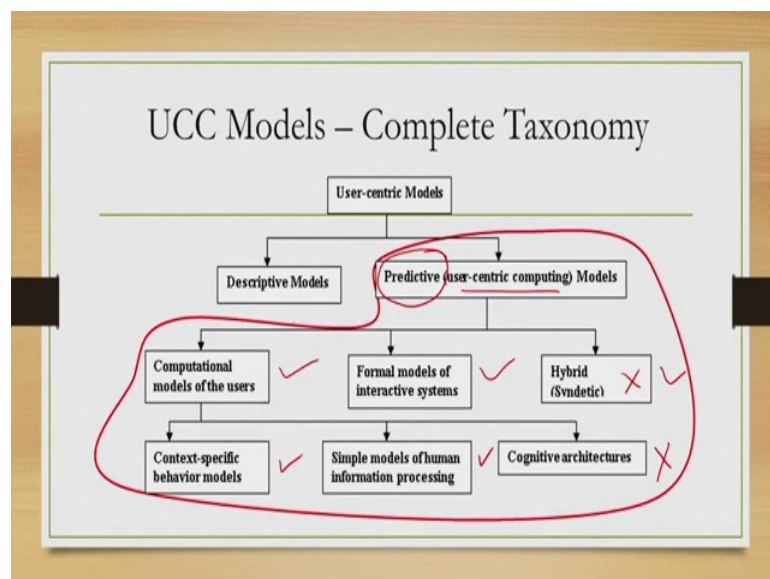 UCC Models – Complete Taxonomy
User-centric Models
Descriptive Models
Predictive (user-centric computing) Models
Computational
models of the users
Formal models of
interactive systems
Hybrid
(Syndetic)
Context-specific
behavior models
Simple models of human
information processing
Cognitive architectures